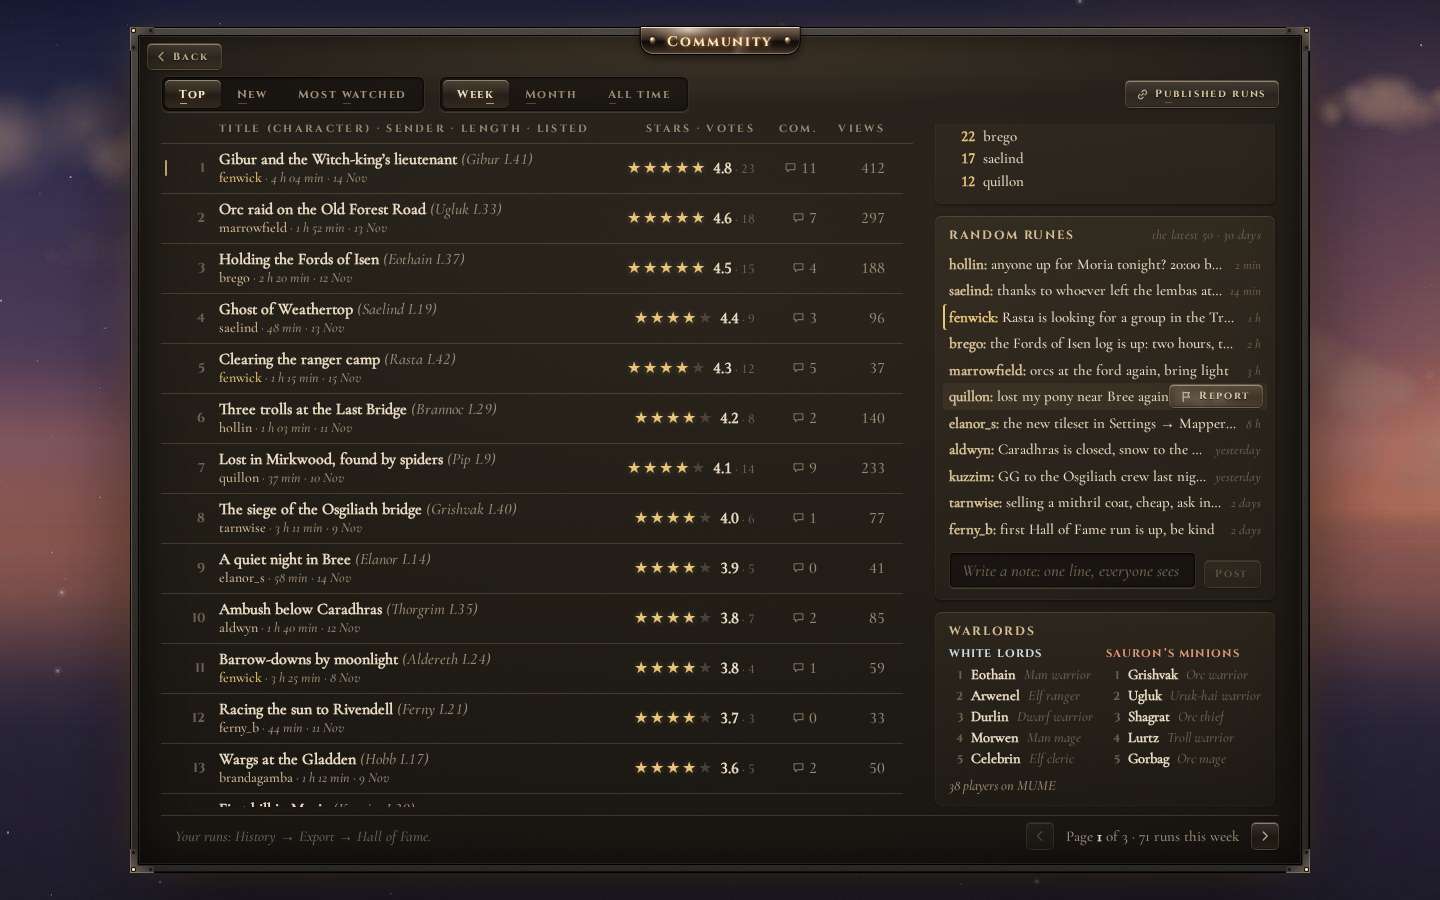 Community
Back
Top New Most watched Week Month All time Published runs
Title (Character) · Sender · Length · Listed Stars · Votes Com. Views
1 Gibur and the Witch-king's lieutenant (Gibur L41) 4.8 · 23 11 412
fenwick · 4 h 04 min · 14 Nov
2 Orc raid on the Old Forest Road (Ugluk L33) 4.6 · 18 7 297
marrowfield · 1 h 52 min · 13 Nov
3 Holding the Fords of Isen (Eothain L37) 4.5 · 15 4 188
brego · 2 h 20 min · 12 Nov
4 Ghost of Weathertop (Saelind L19) 4.4 · 9 3 96
saelind · 48 min · 13 Nov
5 Clearing the ranger camp (Rasta L42) 4.3 · 12 5 37
fenwick · 1 h 15 min · 15 Nov
6 Three trolls at the Last Bridge (Brannoc L29) 4.2 · 8 2 140
hollin · 1 h 03 min · 11 Nov
7 Lost in Mirkwood, found by spiders (Pip L9) 4.1 · 14 9 233
quillon · 37 min · 10 Nov
8 The siege of the Osgiliath bridge (Grishvak L40) 4.0 · 6 1 77
tarnwise · 3 h 11 min · 9 Nov
9 A quiet night in Bree (Elanor L14) 3.9 · 5 0 41
elanor_s · 58 min · 14 Nov
10 Ambush below Caradhras (Thorgrim L35) 3.8 · 7 2 85
aldwyn · 1 h 40 min · 12 Nov
11 Barrow-downs by moonlight (Aldereth L24) 3.8 · 4 1 59
fenwick · 3 h 25 min · 8 Nov
12 Racing the sun to Rivendell (Ferny L21) 3.7 · 3 0 33
ferny_b · 44 min · 11 Nov
13 Wargs at the Gladden (Hobb L17) 3.6 · 5 2 50
brandagamba · 1 h 12 min · 9 Nov
22 brego
17 saelind
12 quillon
Random runes the latest 50 · 30 days
hollin: anyone up for Moria tonight? 20:00 b... 2 min
saelind: thanks to whoever left the lembas at... 14 min
fenwick: Rasta is looking for a group in the Tr... 1 h
brego: the Fords of Isen log is up: two hours, t... 2 h
marrowfield: orcs at the ford again, bring light 3 h
quillon: lost my pony near Bree again Report
elanor_s: the new tileset in Settings → Mapper... 8 h
aldwyn: Caradhras is closed, snow to the ... yesterday
kuzzim: GG to the Osgiliath crew last nig... yesterday
tarnwise: selling a mithril coat, cheap, ask in... 2 days
ferny_b: first Hall of Fame run is up, be kind 2 days
Write a note: one line, everyone sees Post
Warlords
White Lords Sauron's Minions
1 Eothain Man warrior 1 Grishvak Orc warrior
2 Arwenel Elf ranger 2 Ugluk Uruk-hai warrior
3 Durlin Dwarf warrior 3 Shagrat Orc thief
4 Morwen Man mage 4 Lurtz Troll warrior
5 Celebrin Elf cleric 5 Gorbag Orc mage
38 players on MUME
Your runs: History → Export → Hall of Fame. Page 1 of 3 · 71 runs this week